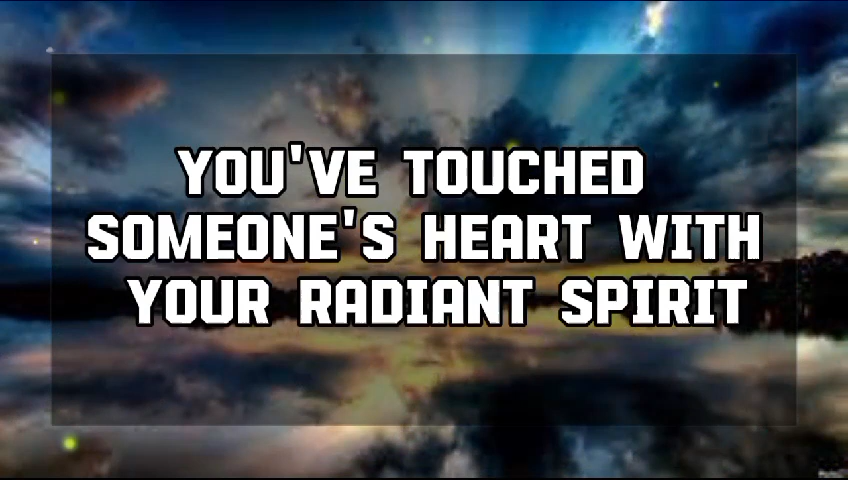 YOU'VE TOUCHED
SOMEONE'S HEART WITH
YOUR RADIANT SPIRIT